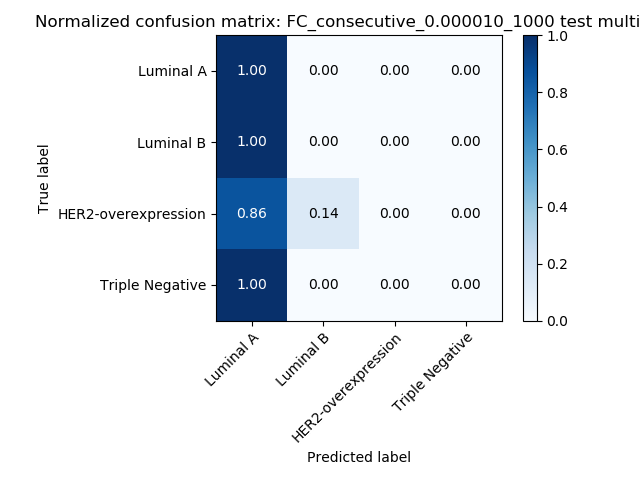 Normalized confusion matrix: FC_consecutive_0.000010_1000 test multi
True label
Luminal A 1.00 0.00 0.00 0.00
Luminal B 1.00 0.00 0.00 0.00
HER2-overexpression 0.86 0.14 0.00 0.00
Triple Negative 1.00 0.00 0.00 0.00
Luminal A Luminal B HER2-overexpression Triple Negative
Predicted label
1.0
0.8
0.6
0.4
0.2
0.0